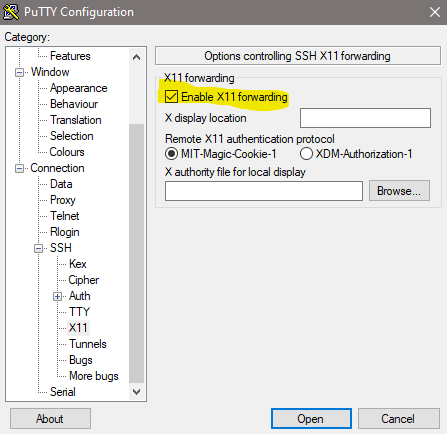 PuTTY Configuration
Category:
Features
Window
Appearance
Behaviour
Translation
Selection
Colours
Connection
Data
Proxy
Telnet
Rlogin
SSH
Kex
Cipher
Auth
TTY
X11
Tunnels
Bugs
More bugs
Serial
Options controlling SSH X11 forwarding
X11 forwarding
Enable X11 forwarding
X display location
Remote X11 authentication protocol
MIT-Magic-Cookie-1 XDM-Authorization-1
X authority file for local display
Browse...
About Open Cancel